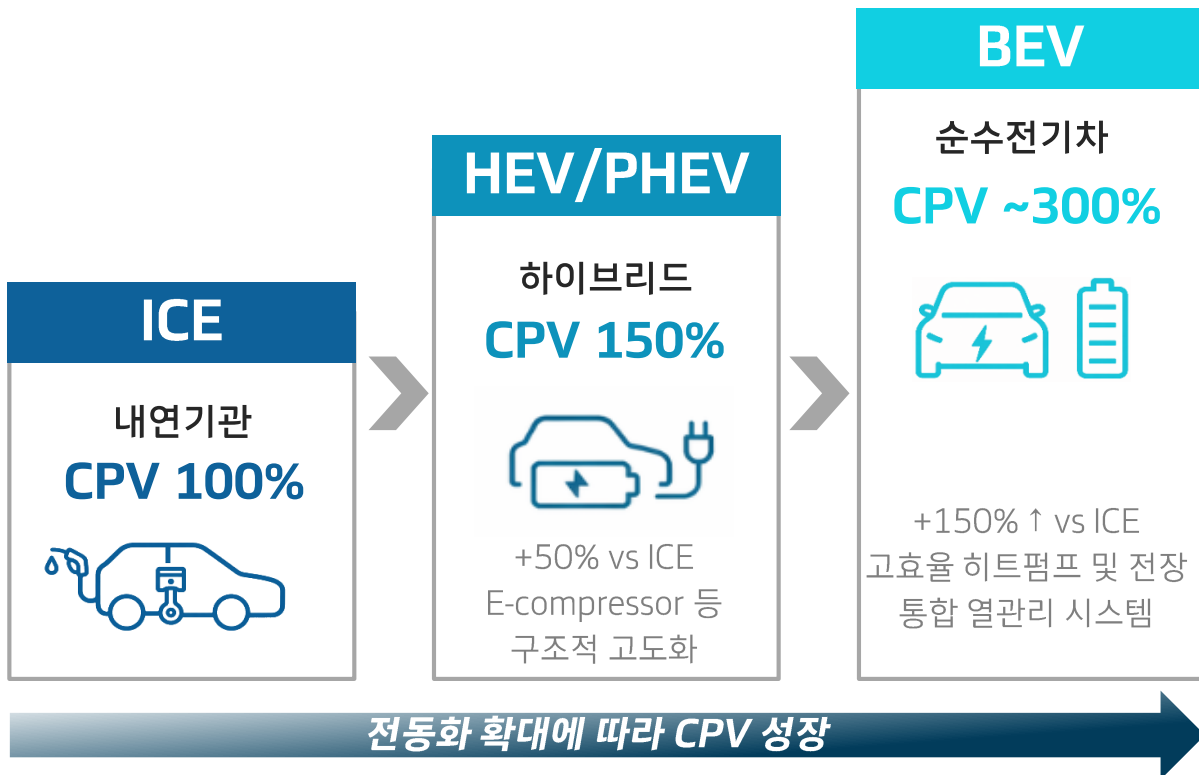 ICE
내연기관
CPV 100%
HEV/PHEV
하이브리드
CPV 150%
+50% vs ICE
E-compressor 등
구조적 고도화
BEV
순수전기차
CPV ~300%
+150% ↑ vs ICE
고효율 히트펌프 및 전장
통합 열관리 시스템
전동화 확대에 따라 CPV 성장